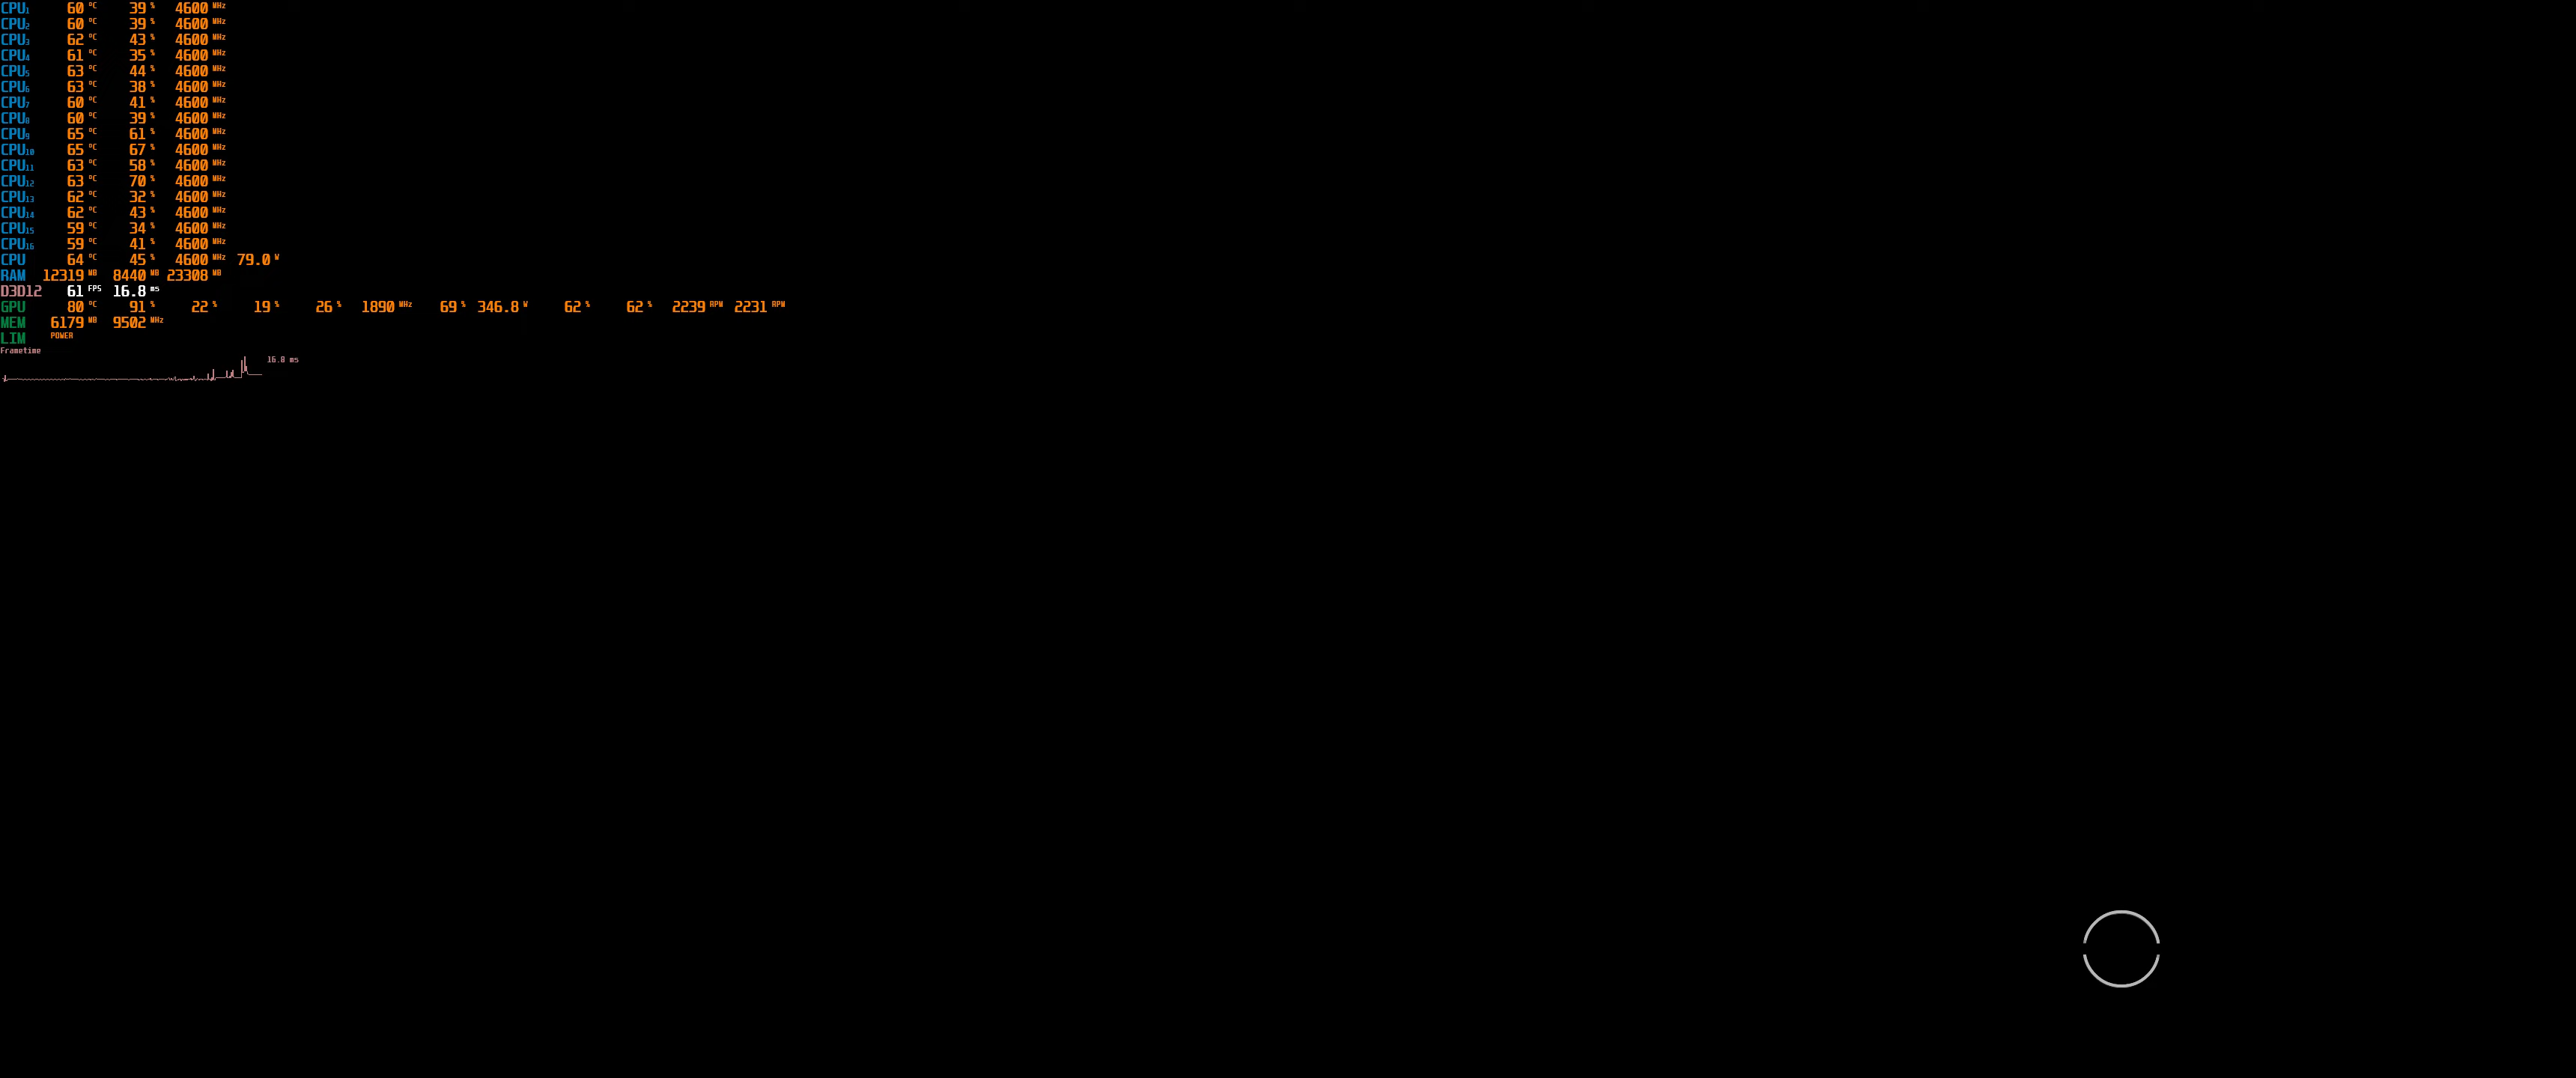 CPU1 60 °C 39 % 4600 MHz
CPU2 60 °C 39 % 4600 MHz
CPU3 62 °C 43 % 4600 MHz
CPU4 61 °C 35 % 4600 MHz
CPU5 63 °C 44 % 4600 MHz
CPU6 63 °C 38 % 4600 MHz
CPU7 60 °C 41 % 4600 MHz
CPU8 60 °C 39 % 4600 MHz
CPU9 65 °C 61 % 4600 MHz
CPU10 65 °C 67 % 4600 MHz
CPU11 63 °C 58 % 4600 MHz
CPU12 63 °C 70 % 4600 MHz
CPU13 62 °C 32 % 4600 MHz
CPU14 62 °C 43 % 4600 MHz
CPU15 59 °C 34 % 4600 MHz
CPU16 59 °C 41 % 4600 MHz
CPU 64 °C 45 % 4600 MHz 79.0 W
RAM 12319 MB 8440 MB 23308 MB
D3D12 61 FPS 16.8 ms
GPU 80 °C 91 % 22 % 19 % 26 % 1890 MHz 69 % 346.8 W 62 % 62 % 2239 RPM 2231 RPM
MEM 6179 MB 9502 MHz
LIM POWER
Frametime
16.8 ms